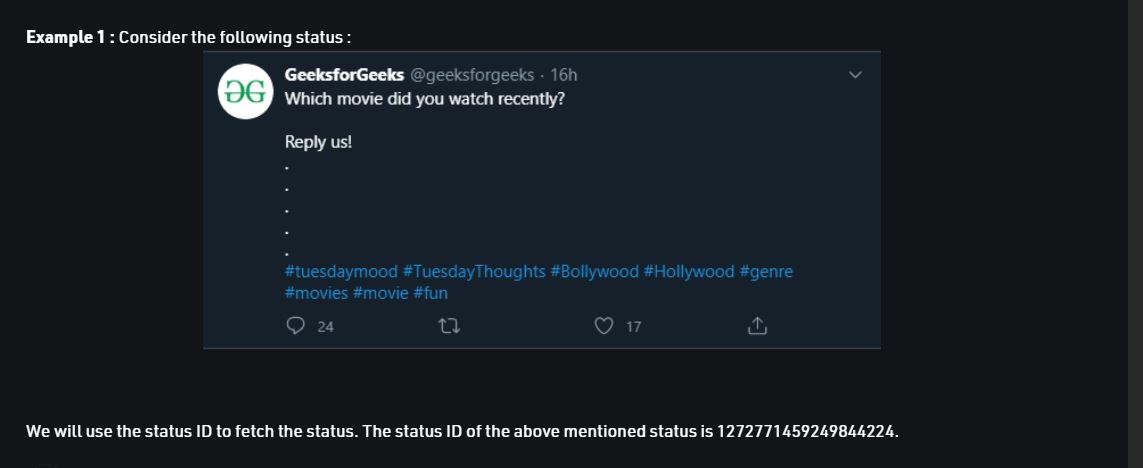 Example 1 : Consider the following status :
GeeksforGeeks @geeksforgeeks · 16h
Which movie did you watch recently?
Reply us!
.
.
.
.
.
#tuesdaymood #TuesdayThoughts #Bollywood #Hollywood #genre
#movies #movie #fun
24 17
We will use the status ID to fetch the status. The status ID of the above mentioned status is 1272771459249844224.